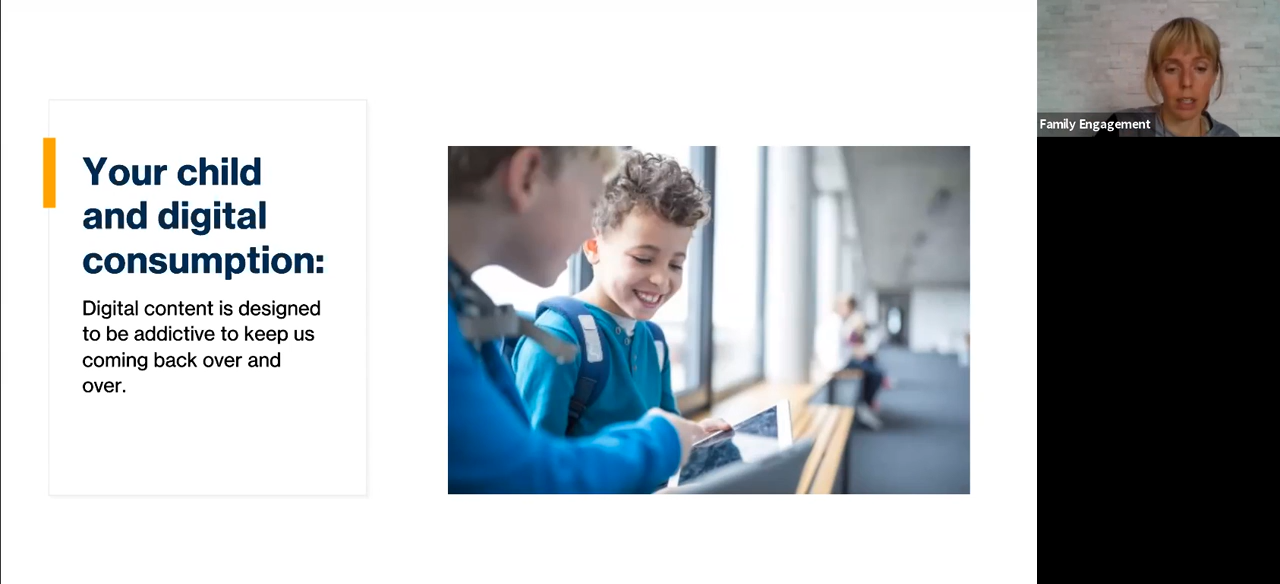 Your child
and digital
consumption:
Digital content is designed
to be addictive to keep us
coming back over and
over.
Family Engagement